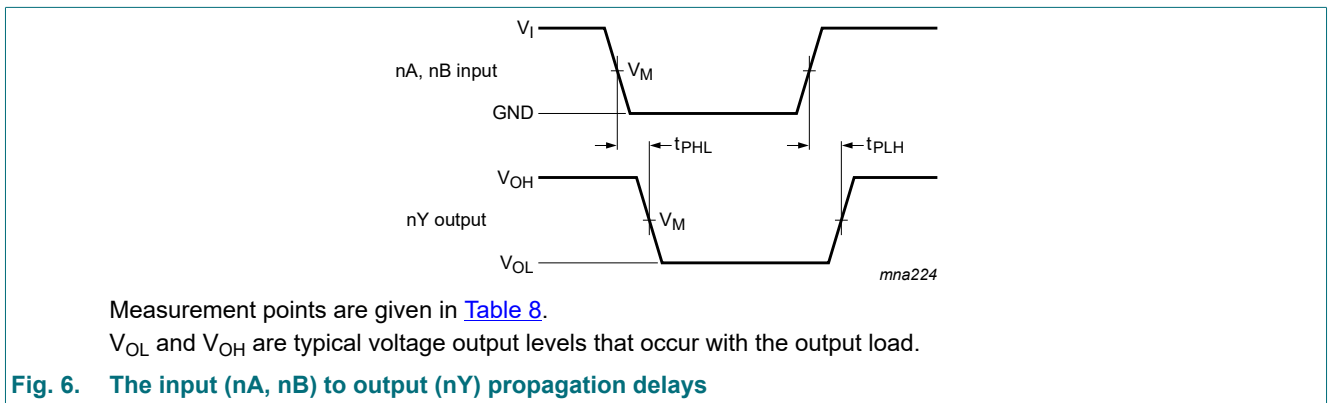 VI
nA, nB input
VM
GND
tPHL
tPLH
VOH
nY output
VM
VOL
mna224
Measurement points are given in Table 8.
VOL and VOH are typical voltage output levels that occur with the output load.
Fig. 6. The input (nA, nB) to output (nY) propagation delays